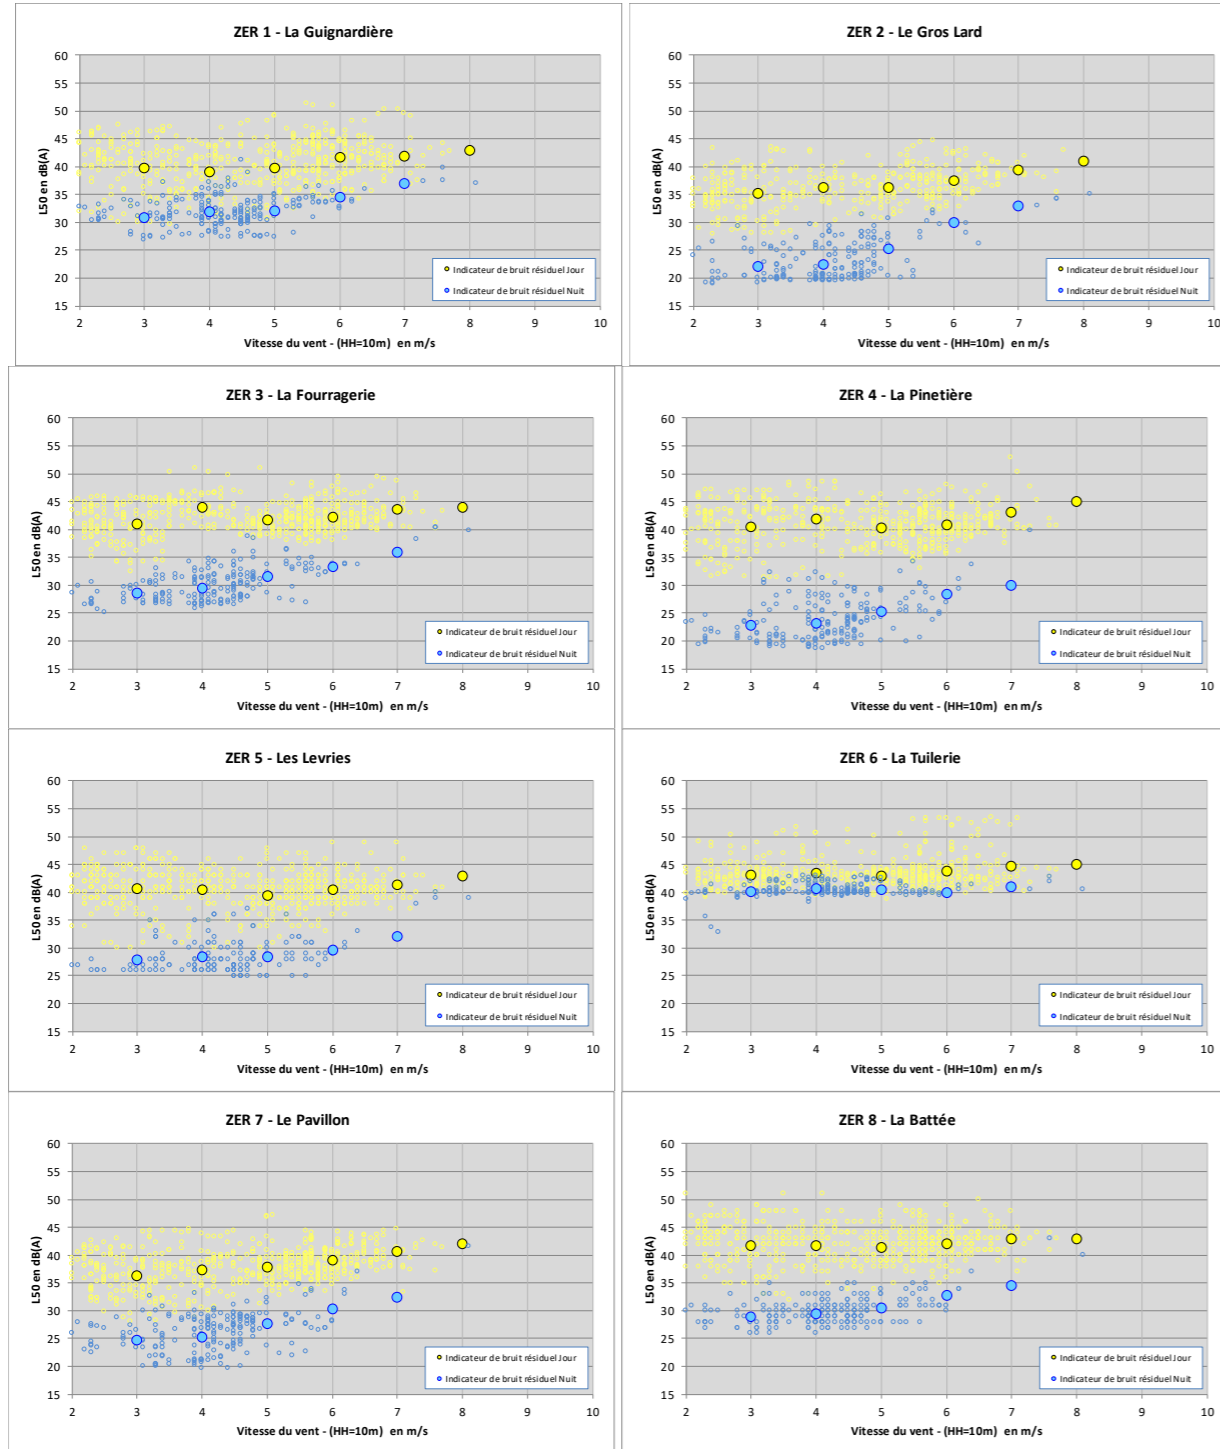 ZER 1 - La Guignardière
60
55
50
45
40
35
30
25
20
15
L50 en dB(A)
Indicateur de bruit résiduel Jour
Indicateur de bruit résiduel Nuit
2 3 4 5 6 7 8 9 10
Vitesse du vent - (HH=10m) en m/s
ZER 2 - Le Gros Lard
60
55
50
45
40
35
30
25
20
15
L50 en dB(A)
Indicateur de bruit résiduel Jour
Indicateur de bruit résiduel Nuit
2 3 4 5 6 7 8 9 10
Vitesse du vent - (HH=10m) en m/s
ZER 3 - La Fourragerie
60
55
50
45
40
35
30
25
20
15
L50 en dB(A)
Indicateur de bruit résiduel Jour
Indicateur de bruit résiduel Nuit
2 3 4 5 6 7 8 9 10
Vitesse du vent - (HH=10m) en m/s
ZER 4 - La Pinetière
60
55
50
45
40
35
30
25
20
15
L50 en dB(A)
Indicateur de bruit résiduel Jour
Indicateur de bruit résiduel Nuit
2 3 4 5 6 7 8 9 10
Vitesse du vent - (HH=10m) en m/s
ZER 5 - Les Levries
60
55
50
45
40
35
30
25
20
15
L50 en dB(A)
Indicateur de bruit résiduel Jour
Indicateur de bruit résiduel Nuit
2 3 4 5 6 7 8 9 10
Vitesse du vent - (HH=10m) en m/s
ZER 6 - La Tuilerie
60
55
50
45
40
35
30
25
20
15
L50 en dB(A)
Indicateur de bruit résiduel Jour
Indicateur de bruit résiduel Nuit
2 3 4 5 6 7 8 9 10
Vitesse du vent - (HH=10m) en m/s
ZER 7 - Le Pavillon
60
55
50
45
40
35
30
25
20
15
L50 en dB(A)
Indicateur de bruit résiduel Jour
Indicateur de bruit résiduel Nuit
2 3 4 5 6 7 8 9 10
Vitesse du vent - (HH=10m) en m/s
ZER 8 - La Battée
60
55
50
45
40
35
30
25
20
15
L50 en dB(A)
Indicateur de bruit résiduel Jour
Indicateur de bruit résiduel Nuit
2 3 4 5 6 7 8 9 10
Vitesse du vent - (HH=10m) en m/s